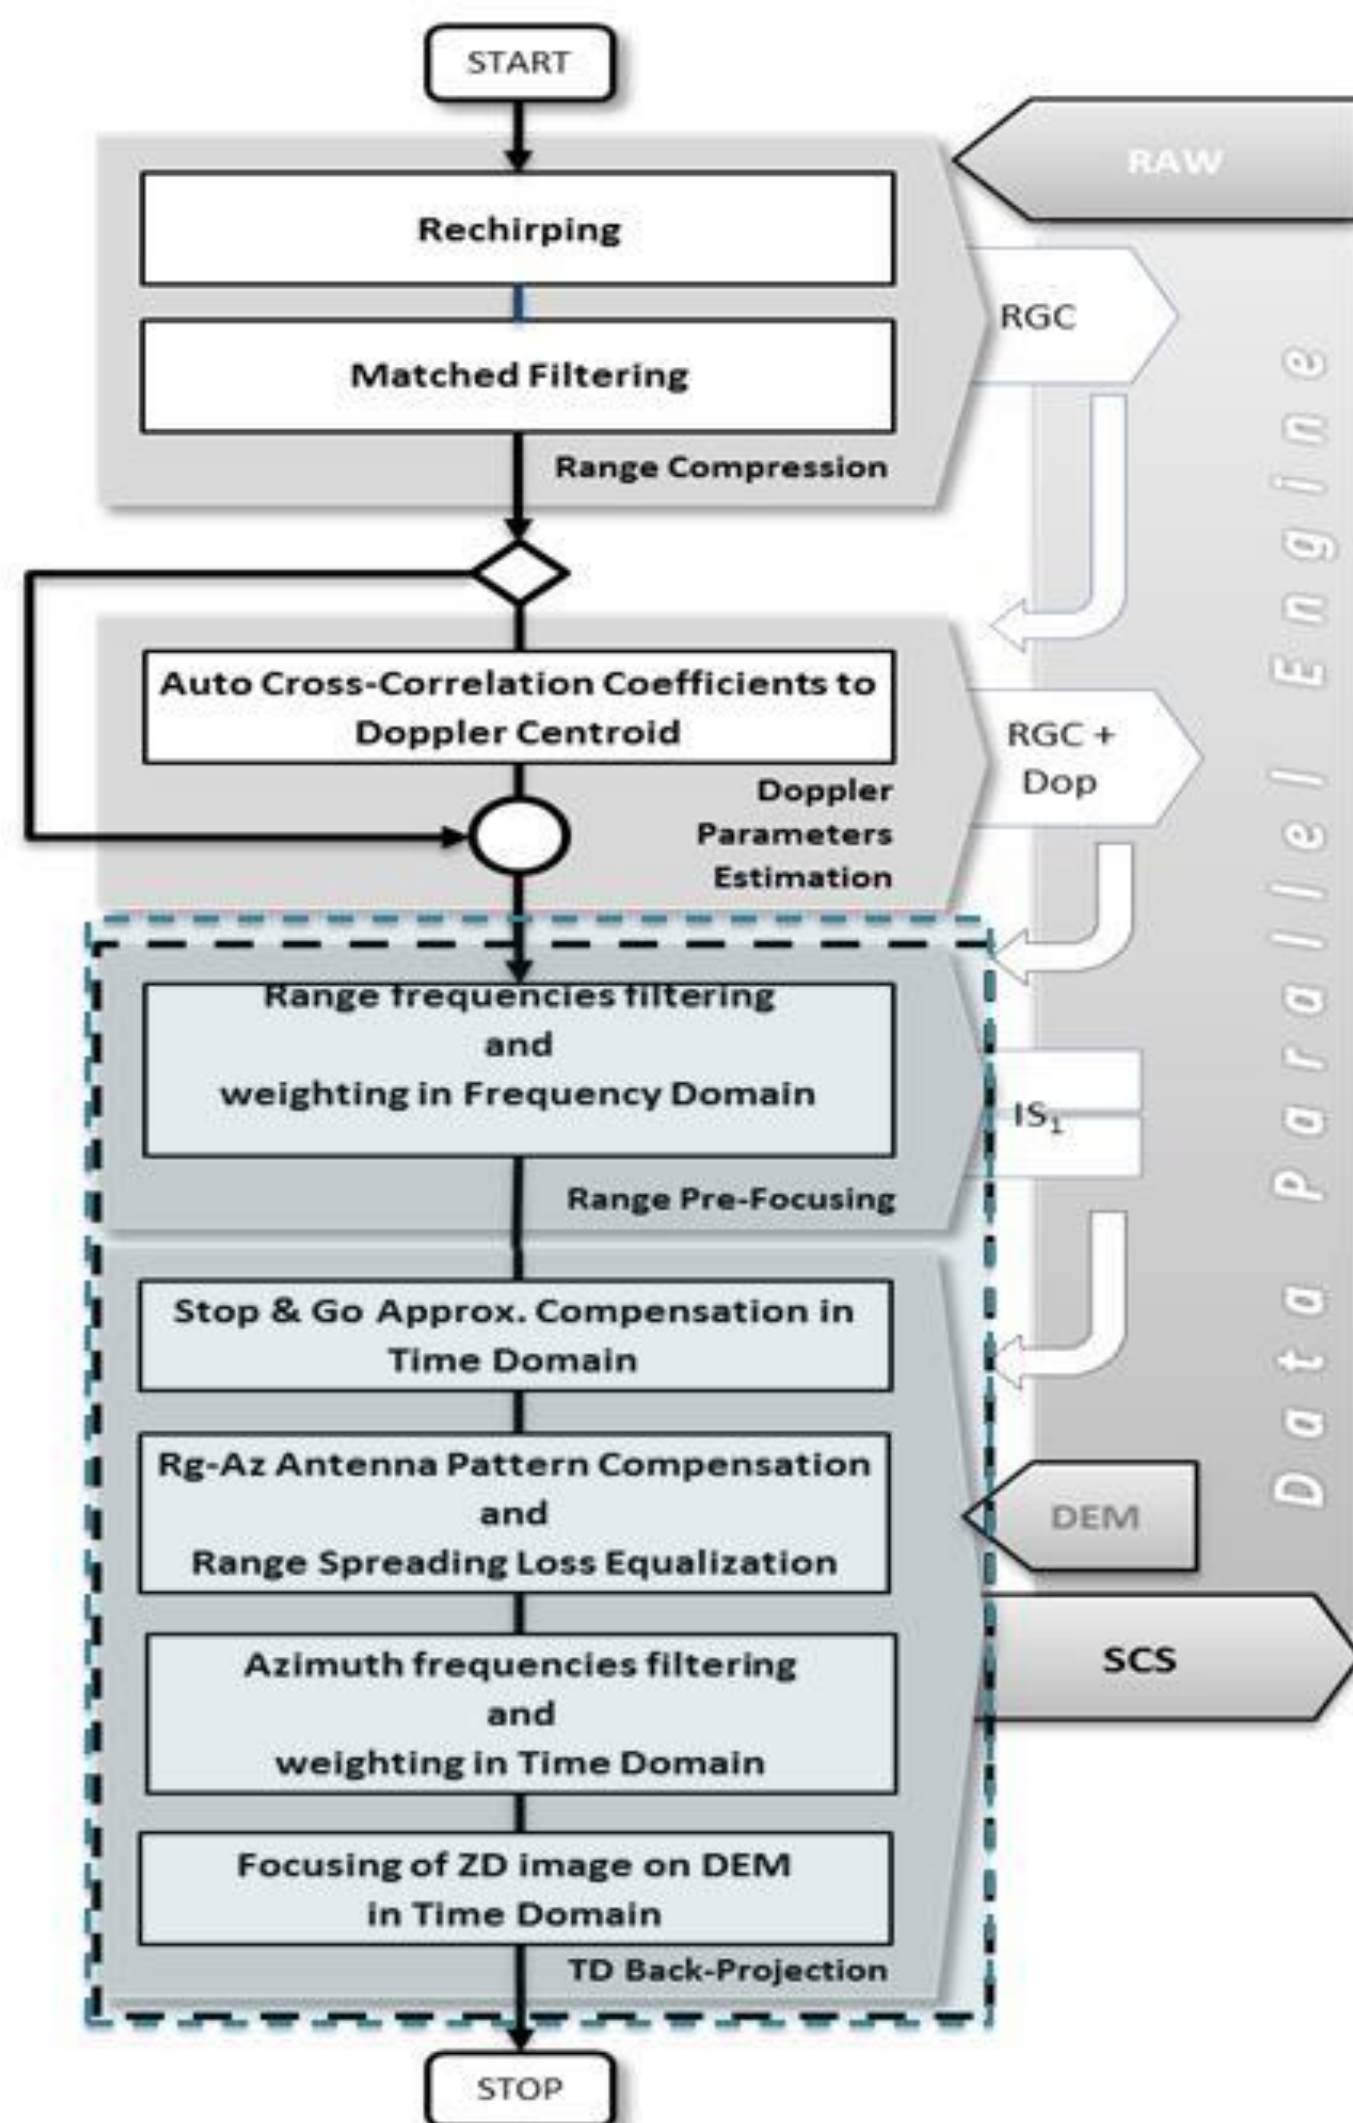 START
RAW
Rechirping
RGC
Matched Filtering
Range Compression
Auto Cross-Correlation Coefficients to
Doppler Centroid
RGC +
Dop
Doppler
Parameters
Estimation
Range frequencies filtering
and
weighting in Frequency Domain
IS₁
Range Pre-Focusing
Stop & Go Approx. Compensation in
Time Domain
Rg-Az Antenna Pattern Compensation
and
Range Spreading Loss Equalization
DEM
Azimuth frequencies filtering
and
weighting in Time Domain
SCS
Focusing of ZD image on DEM
in Time Domain
TD Back-Projection
STOP
Data Parallel Engine